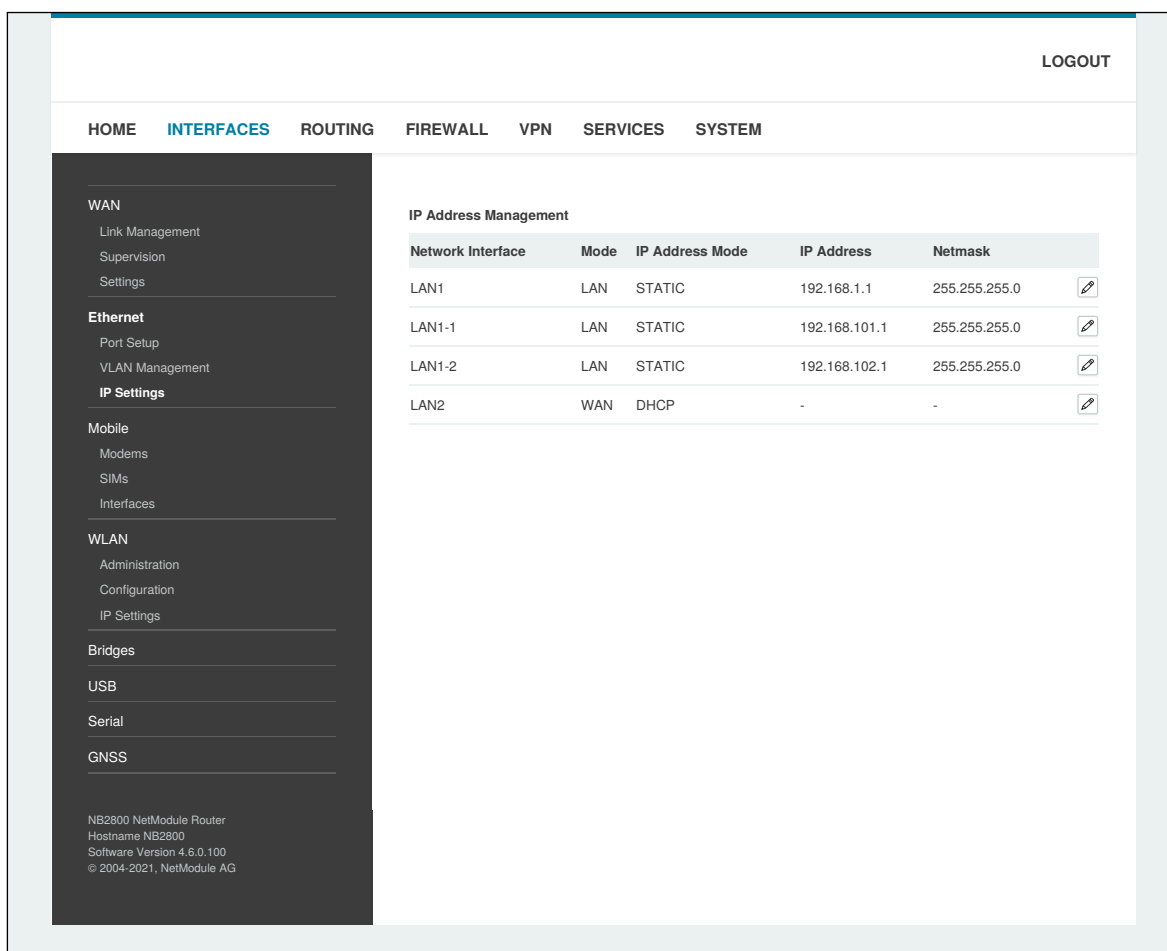 LOGOUT
HOME INTERFACES ROUTING FIREWALL VPN SERVICES SYSTEM
WAN
Link Management
Supervision
Settings
Ethernet
Port Setup
VLAN Management
IP Settings
Mobile
Modems
SIMs
Interfaces
WLAN
Administration
Configuration
IP Settings
Bridges
USB
Serial
GNSS
NB2800 NetModule Router
Hostname NB2800
Software Version 4.6.0.100
© 2004-2021, NetModule AG
IP Address Management
Network Interface Mode IP Address Mode IP Address Netmask
LAN1 LAN STATIC 192.168.1.1 255.255.255.0
LAN1-1 LAN STATIC 192.168.101.1 255.255.255.0
LAN1-2 LAN STATIC 192.168.102.1 255.255.255.0
LAN2 WAN DHCP - -